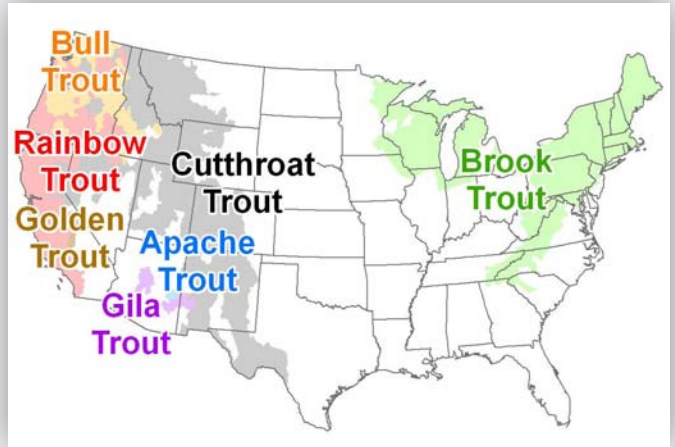 Bull
Trout
Rainbow
Trout
Cutthroat
Trout
Brook
Trout
Golden
Trout
Apache
Trout
Gila
Trout